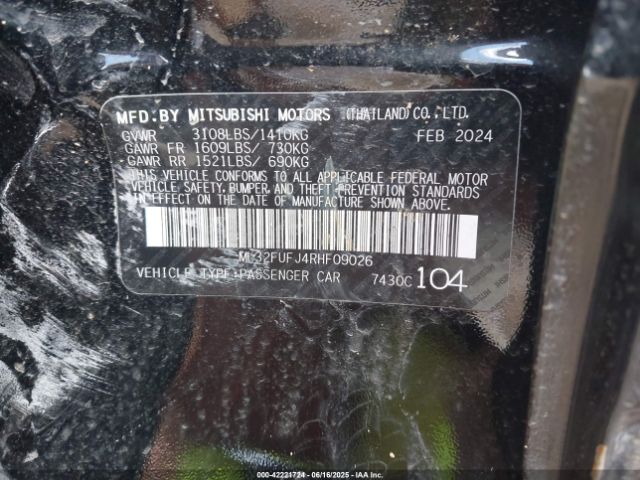 MFD. BY MITSUBISHI MOTORS (THAILAND) CO., LTD.
GVWR 3108LBS/1410KG FEB 2024
GAWR FR 1609LBS/ 730KG
GAWR RR 1521LBS/ 690KG
THIS VEHICLE CONFORMS TO ALL APPLICABLE FEDERAL MOTOR
VEHICLE SAFETY, BUMPER, AND THEFT PREVENTION STANDARDS
IN EFFECT ON THE DATE OF MANUFACTURE SHOWN ABOVE.
ML32FUFJ4RHF09026
VEHICLE TYPE:PASSENGER CAR 7430C 104
000-42221724 - 06/16/2025 - IAA Inc.